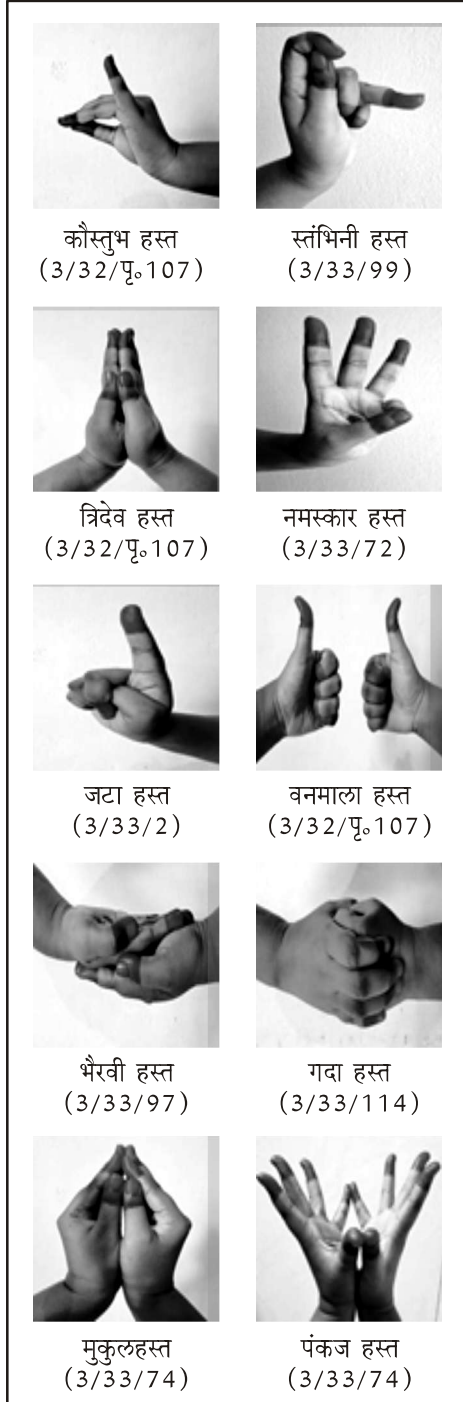 कौस्तुभ हस्त
(3/32/पृ॰107)
स्तंभिनी हस्त
(3/33/99)
त्रिदेव हस्त
(3/32/पृ॰107)
नमस्कार हस्त
(3/33/72)
जटा हस्त
(3/33/2)
वनमाला हस्त
(3/32/पृ॰107)
भैरवी हस्त
(3/33/97)
गदा हस्त
(3/33/114)
मुकुलहस्त
(3/33/74)
पंकज हस्त
(3/33/74)